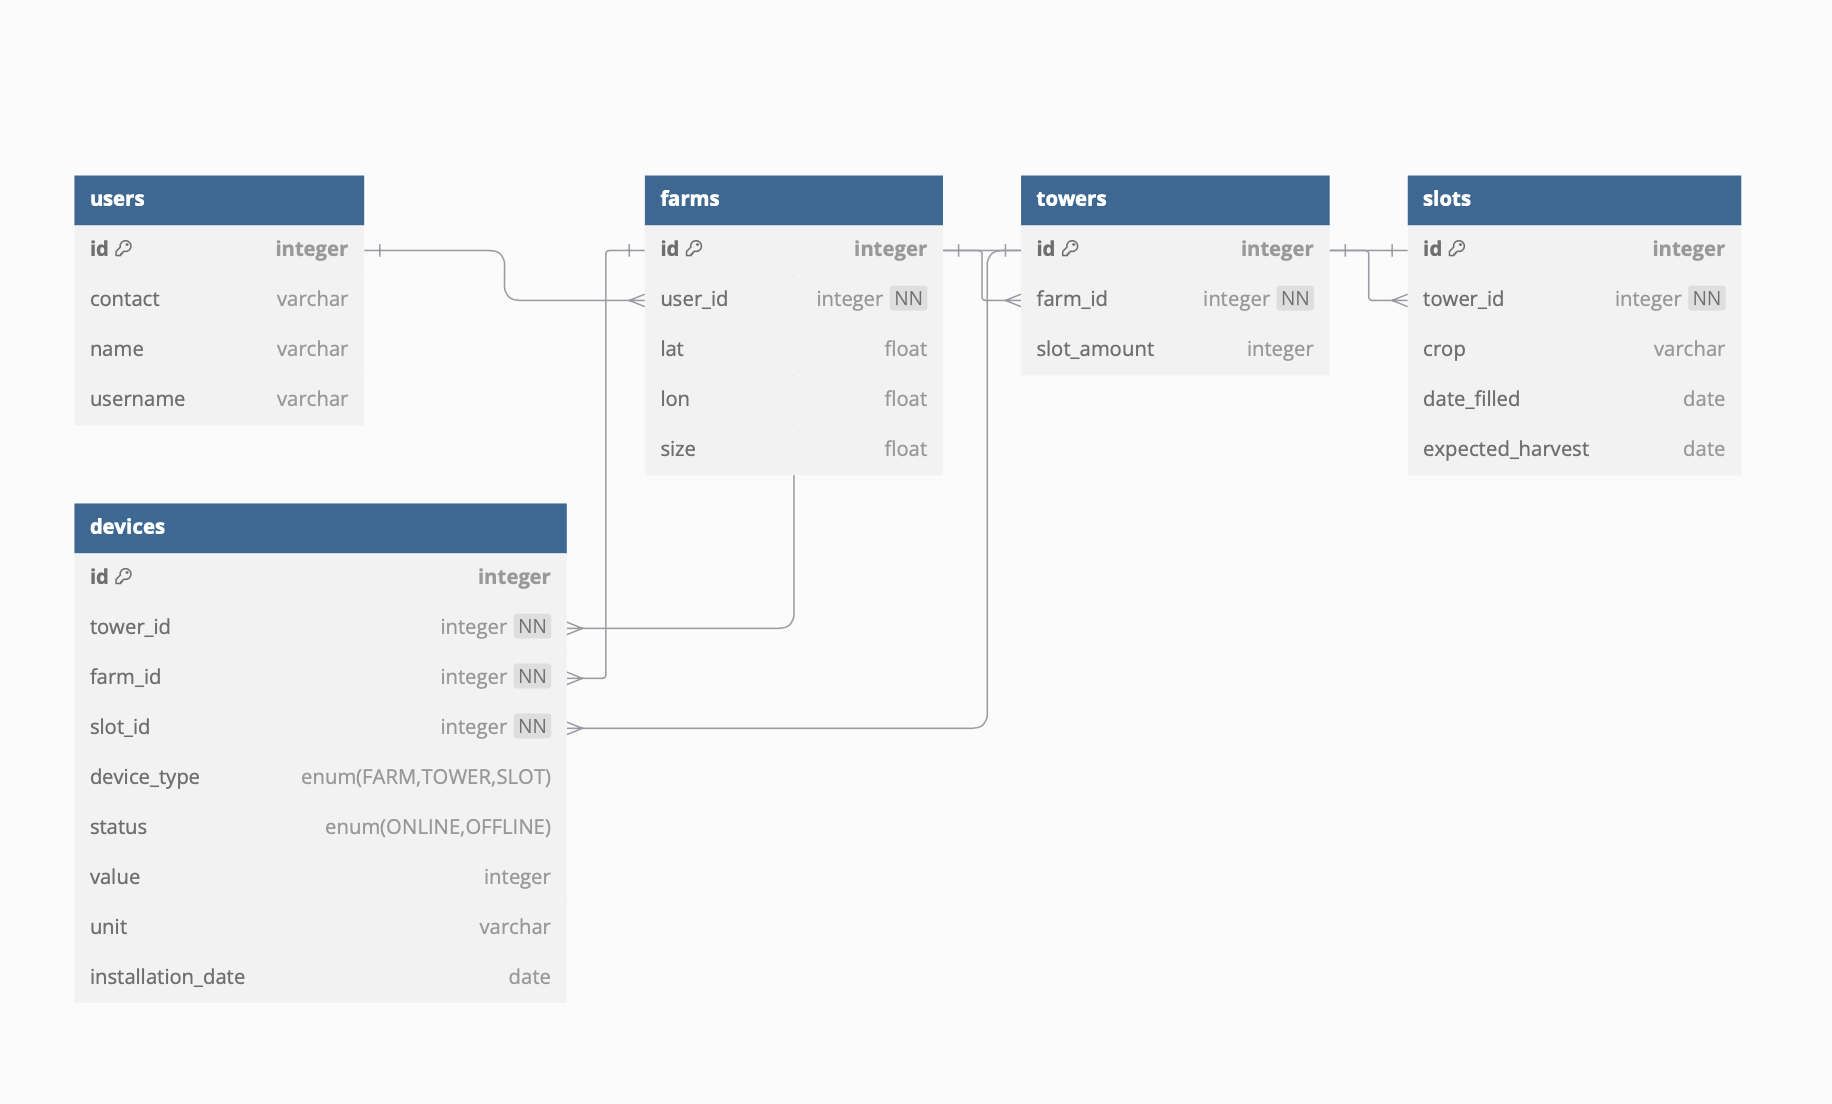 users
id integer
contact varchar
name varchar
username varchar
farms
id integer
user_id integer NN
lat float
lon float
size float
towers
id integer
farm_id integer NN
slot_amount integer
slots
id integer
tower_id integer NN
crop varchar
date_filled date
expected_harvest date
devices
id integer
tower_id integer NN
farm_id integer NN
slot_id integer NN
device_type enum(FARM,TOWER,SLOT)
status enum(ONLINE,OFFLINE)
value integer
unit varchar
installation_date date